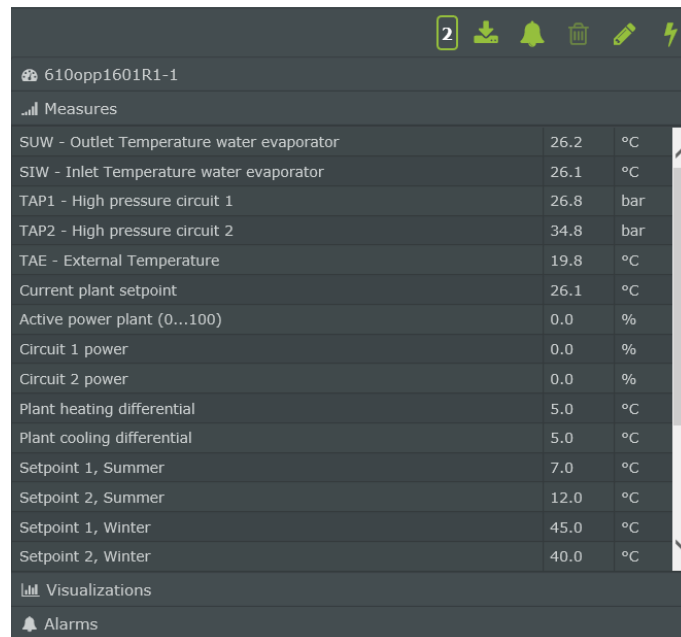 2
610opp1601R1-1
Measures
SUW - Outlet Temperature water evaporator 26.2 °C
SIW - Inlet Temperature water evaporator 26.1 °C
TAP1 - High pressure circuit 1 26.8 bar
TAP2 - High pressure circuit 2 34.8 bar
TAE - External Temperature 19.8 °C
Current plant setpoint 26.1 °C
Active power plant (0...100) 0.0 %
Circuit 1 power 0.0 %
Circuit 2 power 0.0 %
Plant heating differential 5.0 °C
Plant cooling differential 5.0 °C
Setpoint 1, Summer 7.0 °C
Setpoint 2, Summer 12.0 °C
Setpoint 1, Winter 45.0 °C
Setpoint 2, Winter 40.0 °C
Visualizations
Alarms